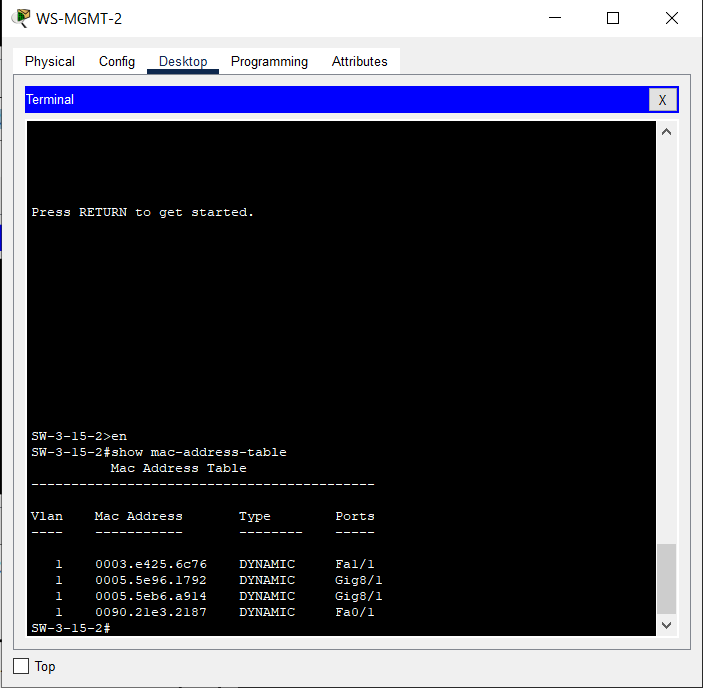 WS-MGMT-2
Physical Config Desktop Programming Attributes
Terminal
X
Press RETURN to get started.
SW-3-15-2>en
SW-3-15-2#show mac-address-table
Mac Address Table
-------------------------------------------
Vlan Mac Address Type Ports
---- ----------- -------- -----
1 0003.e425.6c76 DYNAMIC Fa1/1
1 0005.5e96.1792 DYNAMIC Gig8/1
1 0005.5eb6.a914 DYNAMIC Gig8/1
1 0090.21e3.2187 DYNAMIC Fa0/1
SW-3-15-2#
Top